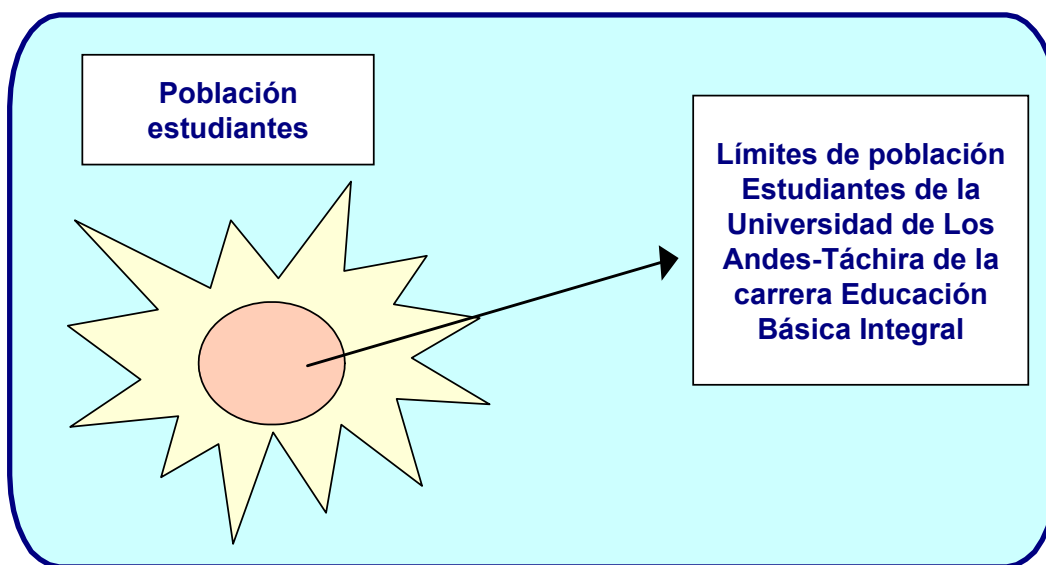 Población
estudiantes
Límites de población
Estudiantes de la
Universidad de Los
Andes-Táchira de la
carrera Educación
Básica Integral